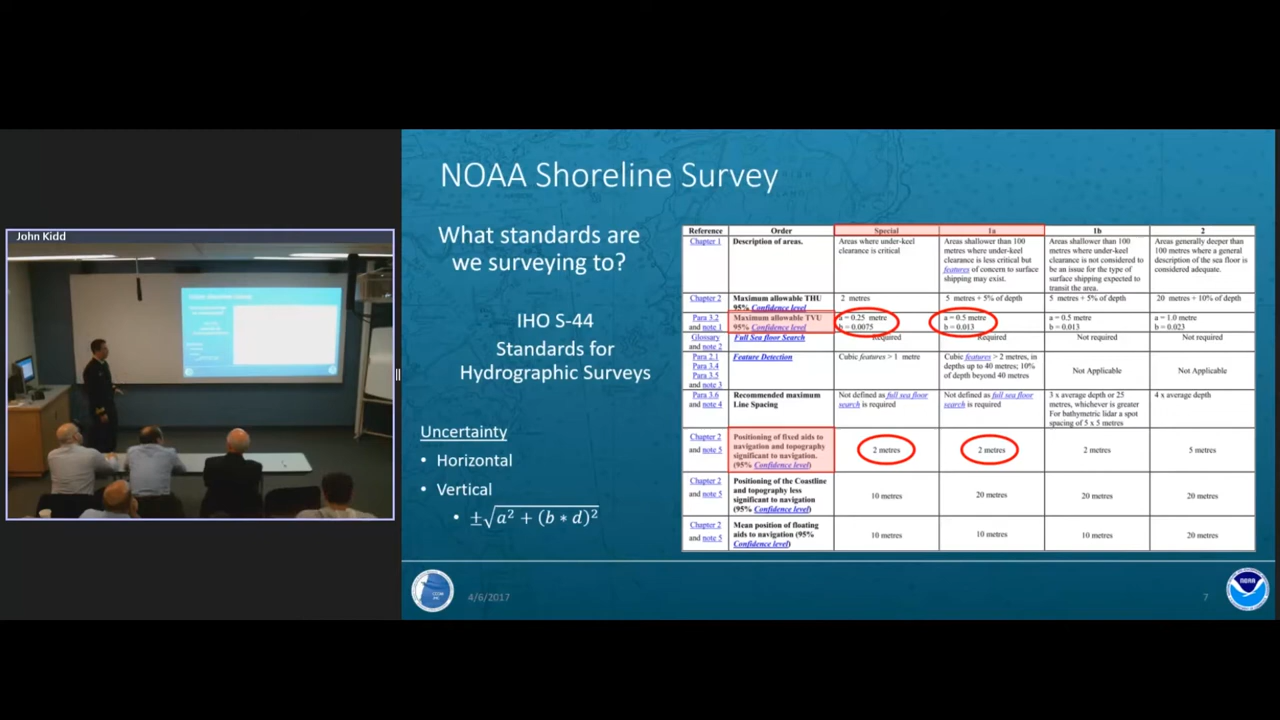 John Kidd
NOAA Shoreline Survey
What standards are
we surveying to?
IHO S-44
Standards for
Hydrographic Surveys
Uncertainty
• Horizontal
• Vertical
• ±√a² + (b * d)²
Reference Order Special 1a 1b 2
Chapter 1
Description of areas.
Areas where under-keel
clearance is critical
Areas shallower than 100
metres where under-keel
clearance is less critical but
features of concern to surface
shipping may exist.
Areas shallower than 100
metres where under-keel
clearance is not considered to
be an issue for the type of
surface shipping expected to
transit the area.
Areas generally deeper than
100 metres where a general
description of the sea floor is
considered adequate.
Chapter 2
Maximum allowable THU
95% Confidence level
2 metres
5 metres + 5% of depth
5 metres + 5% of depth
20 metres + 10% of depth
Para 3.2
and note 1
Maximum allowable TVU
95% Confidence level
a = 0.25 metre
b = 0.0075
a = 0.5 metre
b = 0.013
a = 0.5 metre
b = 0.013
a = 1.0 metre
b = 0.023
Glossary
and note 2
Full Sea floor Search
Required
Required
Not required
Not required
Para 2.1
Para 3.4
Para 3.5
and note 3
Feature Detection
Cubic features > 1 metre
Cubic features > 2 metres, in
depths up to 40 metres; 10%
of depth beyond 40 metres
Not Applicable
Not Applicable
Para 3.6
and note 4
Recommended maximum
Line Spacing
Not defined as full sea floor
search is required
Not defined as full sea floor
search is required
3 x average depth or 25
metres, whichever is greater
For bathymetric lidar a spot
spacing of 5 x 5 metres
4 x average depth
Chapter 2
and note 5
Positioning of fixed aids to
navigation and topography
significant to navigation.
(95% Confidence level)
2 metres
2 metres
2 metres
5 metres
Chapter 2
and note 5
Positioning of the Coastline
and topography less
significant to navigation
(95% Confidence level)
10 metres
20 metres
20 metres
20 metres
Chapter 2
and note 5
Mean position of floating
aids to navigation (95%
Confidence level)
10 metres
10 metres
10 metres
20 metres
4/6/2017
7
NOAA